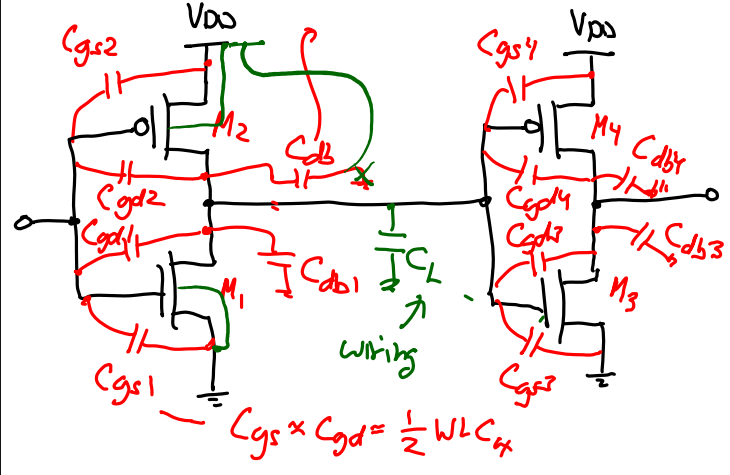 VDD
VDD
Cgs2
Cgs4
M2
M4
Cdb
Cdb4
Cgd2
Cgd4
Cgd1
Cgd3
Cdb3
M1
Cdb1
CL
M3
wiring
Cgs1
Cgs3
Cgs ≈ Cgd = 1/2 WLCox